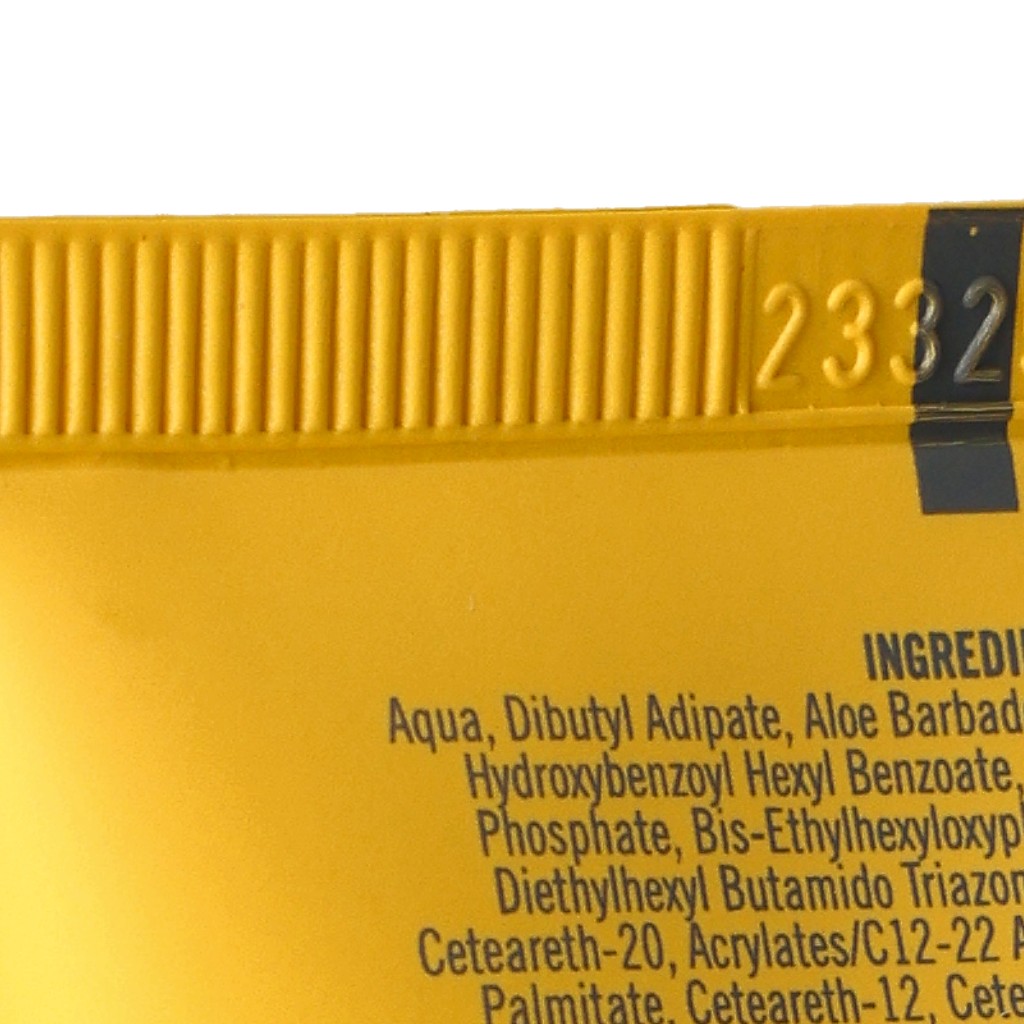 2332
INGREDI
Aqua, Dibutyl Adipate, Aloe Barbad
Hydroxybenzoyl Hexyl Benzoate,
Phosphate, Bis-Ethylhexyloxyp
Diethylhexyl Butamido Triazon
Ceteareth-20, Acrylates/C12-22 A
Palmitate, Ceteareth-12, Cete